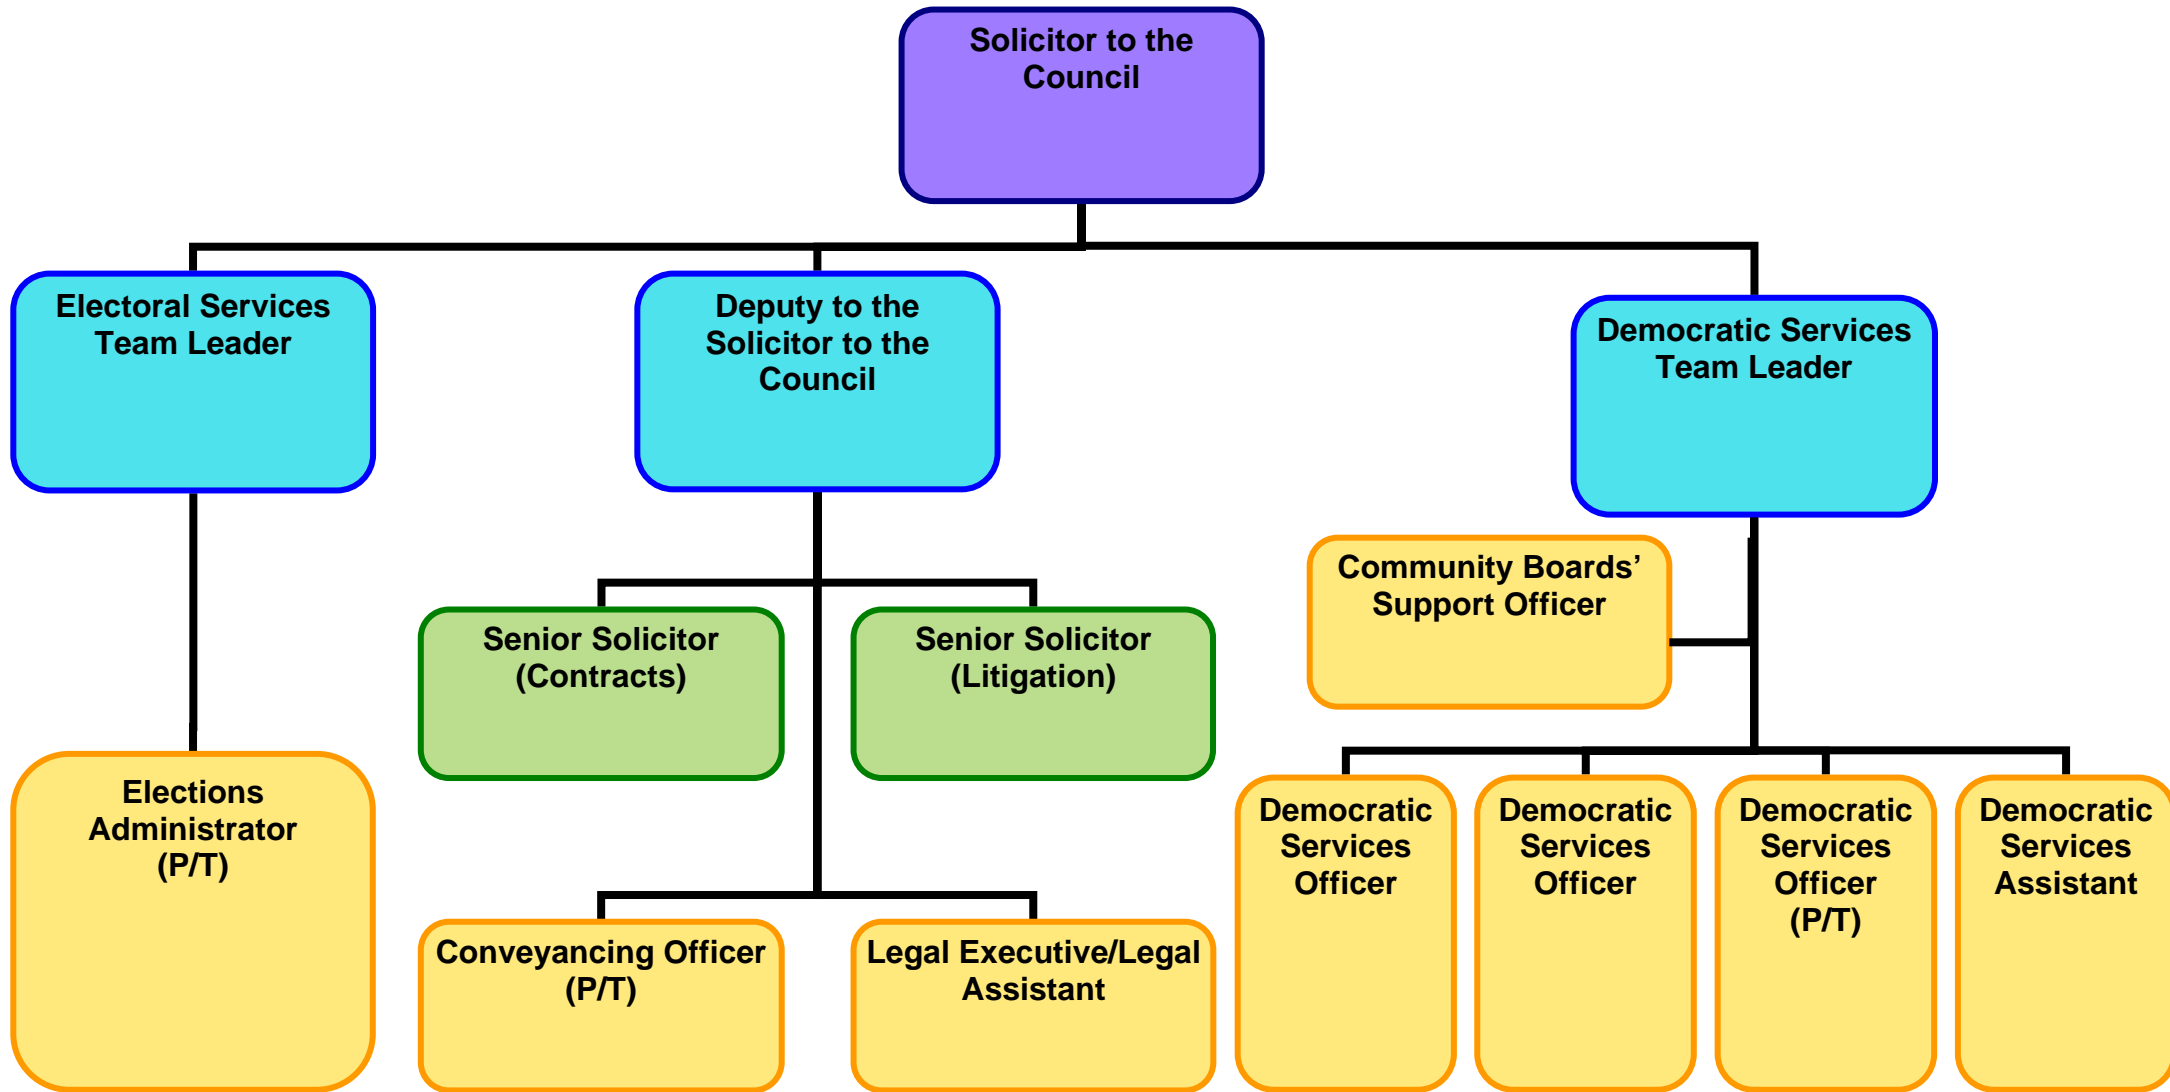 Solicitor to the
Council
Electoral Services
Team Leader
Deputy to the
Solicitor to the
Council
Democratic Services
Team Leader
Community Boards’
Support Officer
Senior Solicitor
(Contracts)
Senior Solicitor
(Litigation)
Elections
Administrator
(P/T)
Conveyancing Officer
(P/T)
Legal Executive/Legal
Assistant
Democratic
Services
Officer
Democratic
Services
Officer
Democratic
Services
Officer
(P/T)
Democratic
Services
Assistant